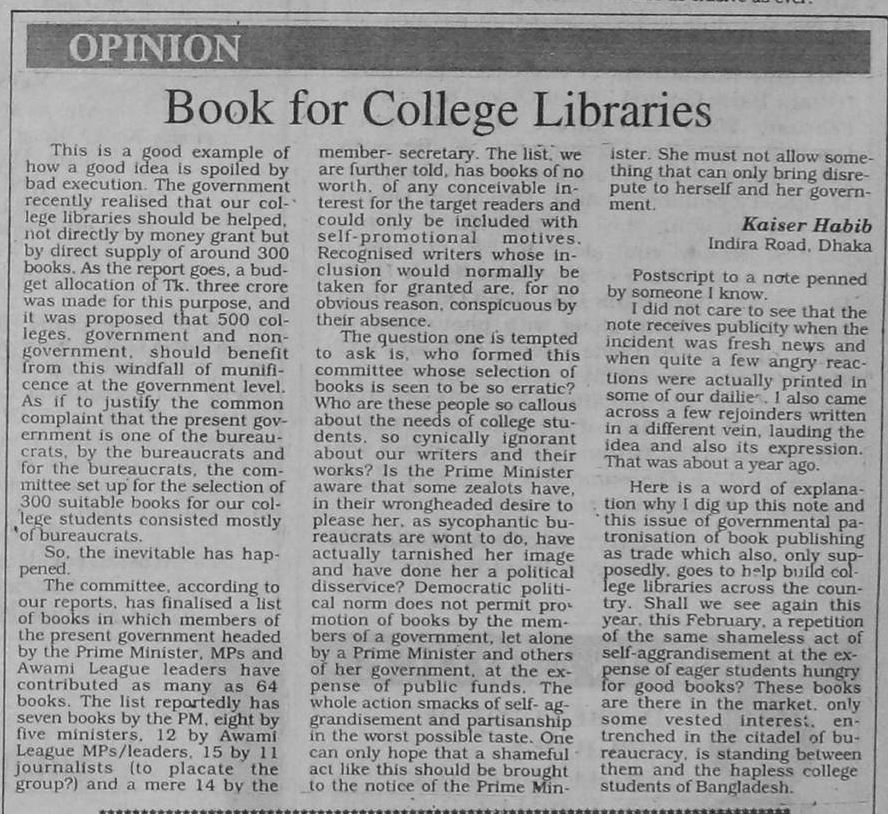 OPINION
Book for College Libraries
This is a good example of
how a good idea is spoiled by
bad execution. The government
recently realised that our col-
lege libraries should be helped,
not directly by money grant but
by direct supply of around 300
books. As the report goes, a bud-
get allocation of Tk. three crore
was made for this purpose, and
it was proposed that 500 col-
leges, government and non-
government, should benefit
from this windfall of munifi-
cence at the government level.
As if to justify the common
complaint that the present gov-
ernment is one of the bureau-
crats, by the bureaucrats and
for the bureaucrats, the com-
mittee set up for the selection of
300 suitable books for our col-
lege students consisted mostly
of bureaucrats.
So, the inevitable has hap-
pened.
The committee, according to
our reports, has finalised a list
of books in which members of
the present government headed
by the Prime Minister, MPs and
Awami League leaders have
contributed as many as 64
books. The list reportedly has
seven books by the PM, eight by
five ministers, 12 by Awami
League MPs/leaders, 15 by 11
journalists (to placate the
group?) and a mere 14 by the
member- secretary. The list, we
are further told, has books of no
worth, of any conceivable in-
terest for the target readers and
could only be included with
self-promotional motives.
Recognised writers whose in-
clusion would normally be
taken for granted are, for no
obvious reason, conspicuous by
their absence.
The question one is tempted
to ask is, who formed this
committee whose selection of
books is seen to be so erratic?
Who are these people so callous
about the needs of college stu-
dents, so cynically ignorant
about our writers and their
works? Is the Prime Minister
aware that some zealots have,
in their wrongheaded desire to
please her, as sycophantic bu-
reaucrats are wont to do, have
actually tarnished her image
and have done her a political
disservice? Democratic politi-
cal norm does not permit pro-
motion of books by the mem-
bers of a government, let alone
by a Prime Minister and others
of her government, at the ex-
pense of public funds. The
whole action smacks of self- ag-
grandisement and partisanship
in the worst possible taste. One
can only hope that a shameful
act like this should be brought
to the notice of the Prime Min-
ister. She must not allow some-
thing that can only bring disre-
pute to herself and her govern-
ment.
Kaiser Habib
Indira Road, Dhaka
Postscript to a note penned
by someone I know.
I did not care to see that the
note receives publicity when the
incident was fresh news and
when quite a few angry reac-
tions were actually printed in
some of our dailies. I also came
across a few rejoinders written
in a different vein, lauding the
idea and also its expression.
That was about a year ago.
Here is a word of explana-
tion why I dig up this note and
this issue of governmental pa-
tronisation of book publishing
as trade which also, only sup-
posedly, goes to help build col-
lege libraries across the coun-
try. Shall we see again this
year, this February, a repetition
of the same shameless act of
self-aggrandisement at the ex-
pense of eager students hungry
for good books? These books
are there in the market, only
some vested interest, en-
trenched in the citadel of bu-
reaucracy, is standing between
them and the hapless college
students of Bangladesh.